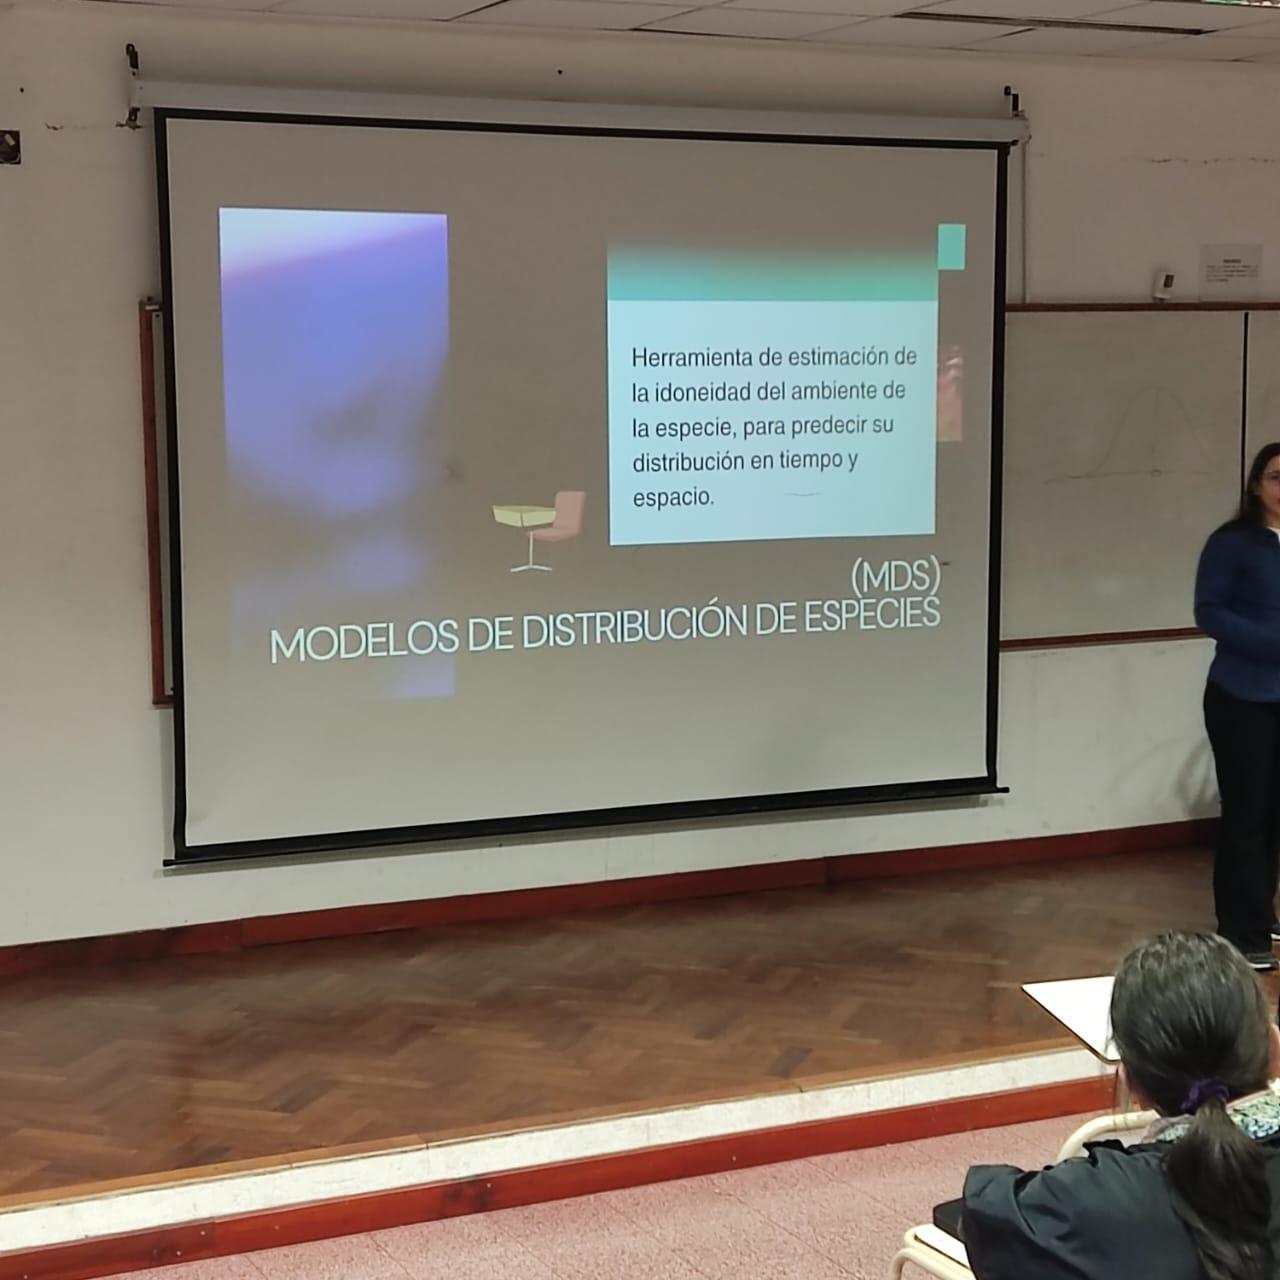 Herramienta de estimación de
la idoneidad del ambiente de
la especie, para predecir su
distribución en tiempo y
espacio.
(MDS)
MODELOS DE DISTRIBUCIÓN DE ESPECIES